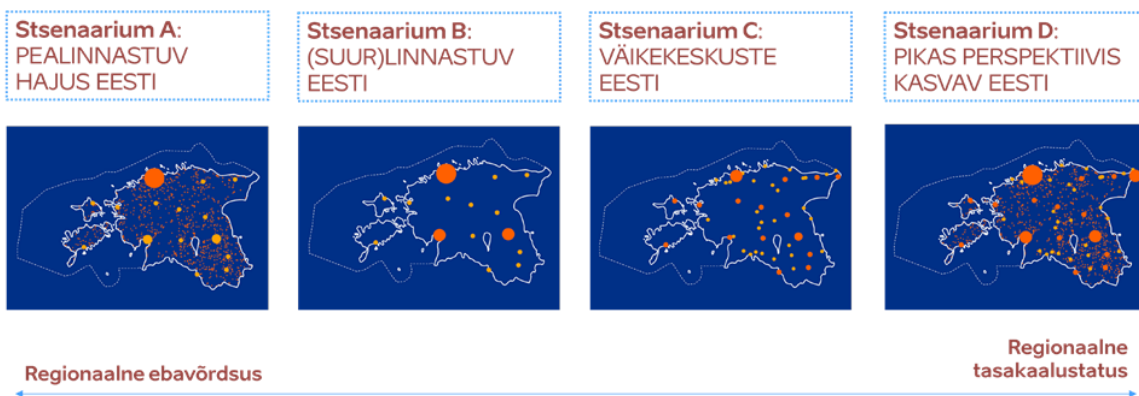 Stsenaarium A:
PEALINNASTUV
HAJUS EESTI
Stsenaarium B:
(SUUR)LINNASTUV
EESTI
Stsenaarium C:
VÄIKEKESKUSTE
EESTI
Stsenaarium D:
PIKAS PERSPEKTIIVIS
KASVAV EESTI
Regionaalne ebavõrdsus
Regionaalne
tasakaalustatus